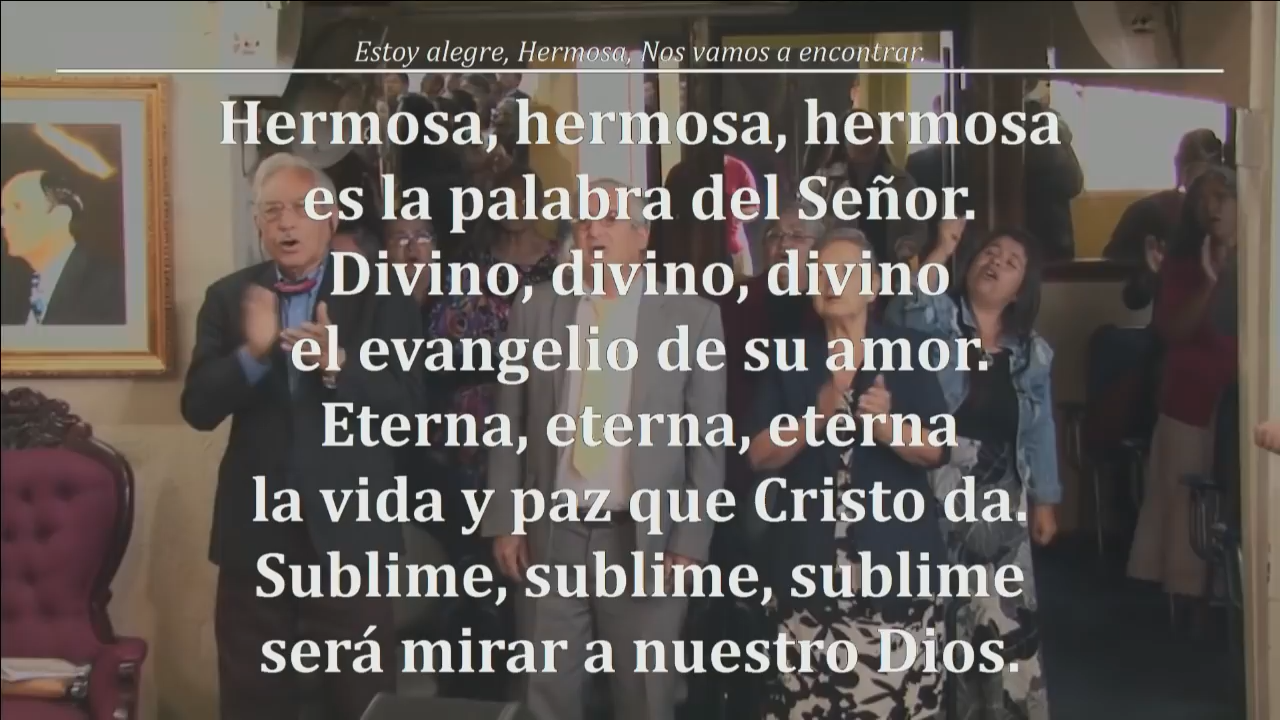 Estoy alegre, Hermosa, Nos vamos a encontrar.
Hermosa, hermosa, hermosa
es la palabra del Señor.
Divino, divino, divino
el evangelio de su amor.
Eterna, eterna, eterna
la vida y paz que Cristo da.
Sublime, sublime, sublime
será mirar a nuestro Dios.